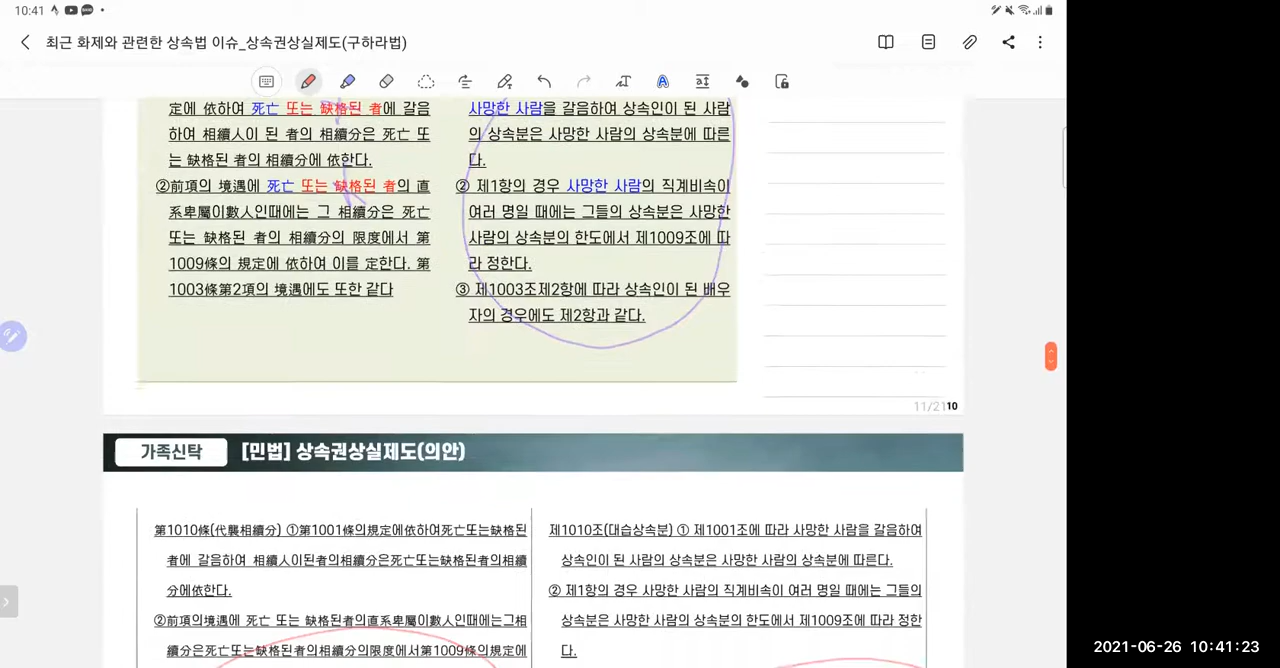 10:41
최근 화제와 관련한 상속법 이슈_상속권상실제도(구하라법)
定에 依하여 死亡 또는 缺格된 者에 갈음
하여 相續人이 된 者의 相續分은 死亡 또
는 缺格된 者의 相續分에 依한다.
②前項의 境遇에 死亡 또는 缺格된 者의 直
系卑屬이數人인때에는 그 相續分은 死亡
또는 缺格된 者의 相續分의 限度에서 第
1009條의 規定에 依하여 이를 定한다. 第
1003條第2項의 境遇에도 또한 같다
사망한 사람을 갈음하여 상속인이 된 사람
의 상속분은 사망한 사람의 상속분에 따른
다.
② 제1항의 경우 사망한 사람의 직계비속이
여러 명일 때에는 그들의 상속분은 사망한
사람의 상속분의 한도에서 제1009조에 따
라 정한다.
③ 제1003조제2항에 따라 상속인이 된 배우
자의 경우에도 제2항과 같다.
11/2110
가족신탁 [민법] 상속권상실제도(의안)
第1010條(代襲相續分) ①第1001條의規定에依하여死亡또는缺格된
者에 갈음하여 相續人이된者의相續分은死亡또는缺格된者의相續
分에依한다.
②前項의境遇에 死亡 또는 缺格된者의直系卑屬이數人인때에는그相
續分은死亡또는缺格된者의相續分의限度에서第1009條의規定에
제1010조(대습상속분) ① 제1001조에 따라 사망한 사람을 갈음하여
상속인이 된 사람의 상속분은 사망한 사람의 상속분에 따른다.
② 제1항의 경우 사망한 사람의 직계비속이 여러 명일 때에는 그들의
상속분은 사망한 사람의 상속분의 한도에서 제1009조에 따라 정한
다.
2021-06-26 10:41:23